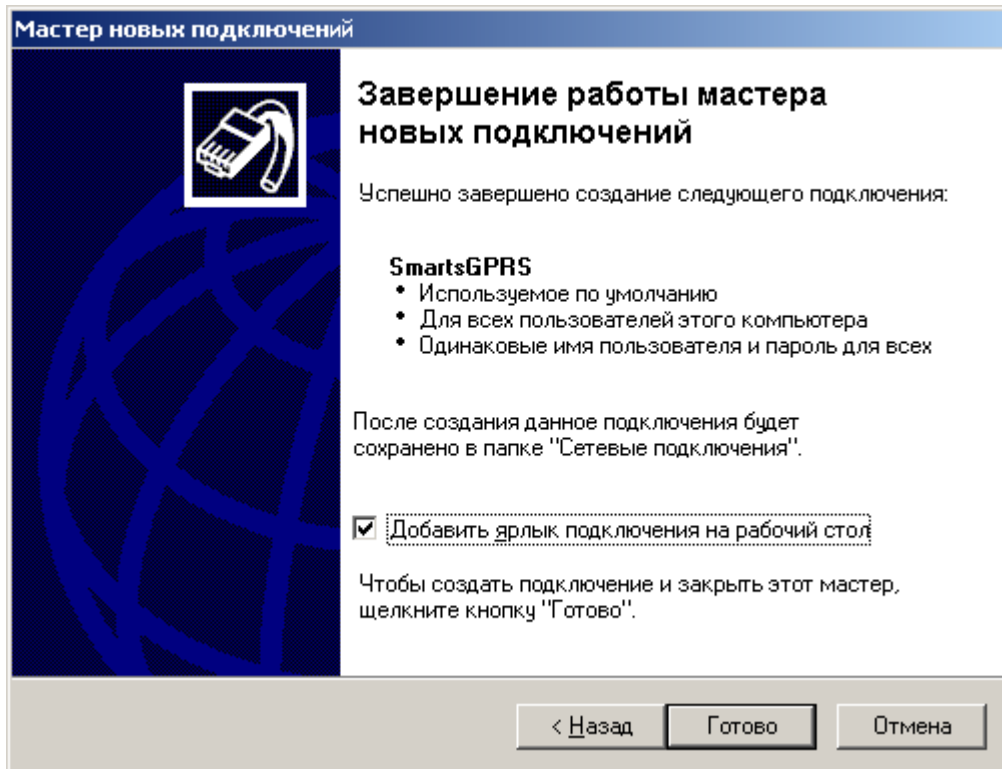 Мастер новых подключений
Завершение работы мастера
новых подключений
Успешно завершено создание следующего подключения:
SmartsGPRS
• Используемое по умолчанию
• Для всех пользователей этого компьютера
• Одинаковые имя пользователя и пароль для всех
После создания данное подключения будет
сохранено в папке "Сетевые подключения".
Добавить ярлык подключения на рабочий стол
Чтобы создать подключение и закрыть этот мастер,
щелкните кнопку "Готово".
< Назад Готово Отмена